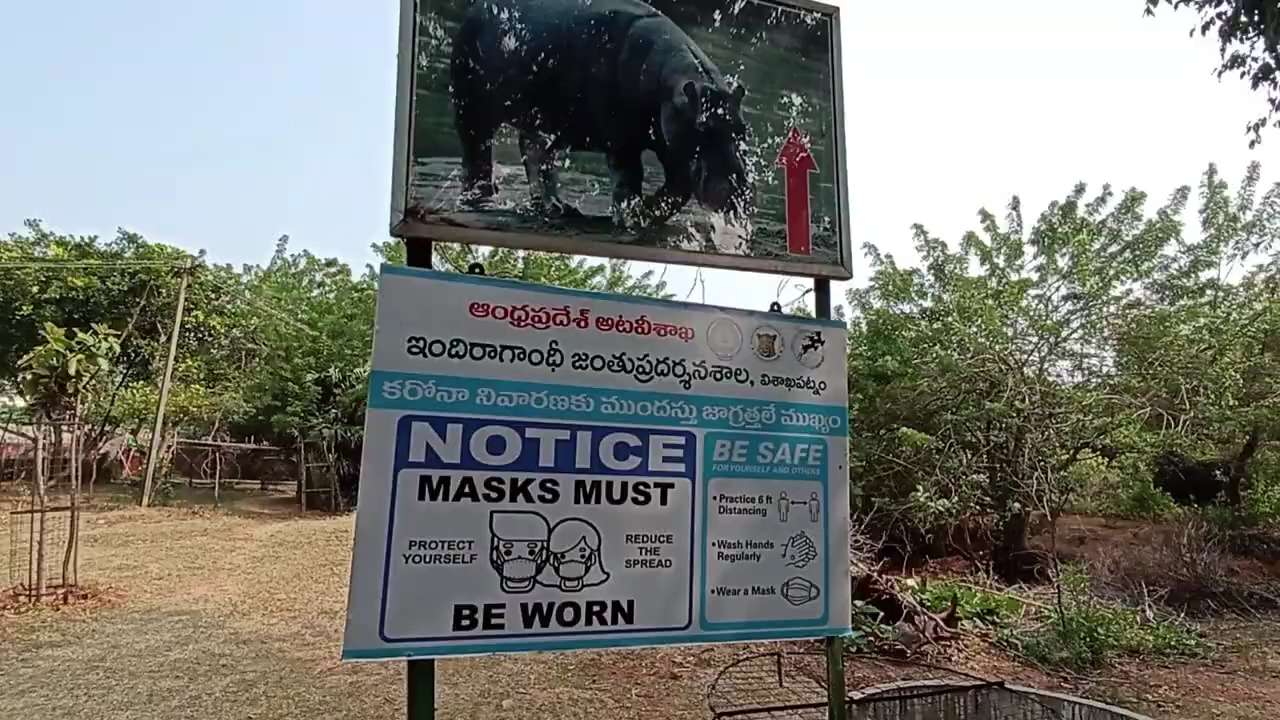 ఆంధ్రప్రదేశ్ అటవీశాఖ
ఇందిరాగాంధీ జంతుప్రదర్శనశాల, విశాఖపట్నం
కరోనా నివారణకు ముందస్తు జాగ్రత్తలే ముఖ్యం
NOTICE
MASKS MUST
PROTECT
YOURSELF
REDUCE
THE
SPREAD
BE WORN
BE SAFE
FOR YOURSELF AND OTHERS
• Practice 6 ft
Distancing
• Wash Hands
Regularly
• Wear a Mask